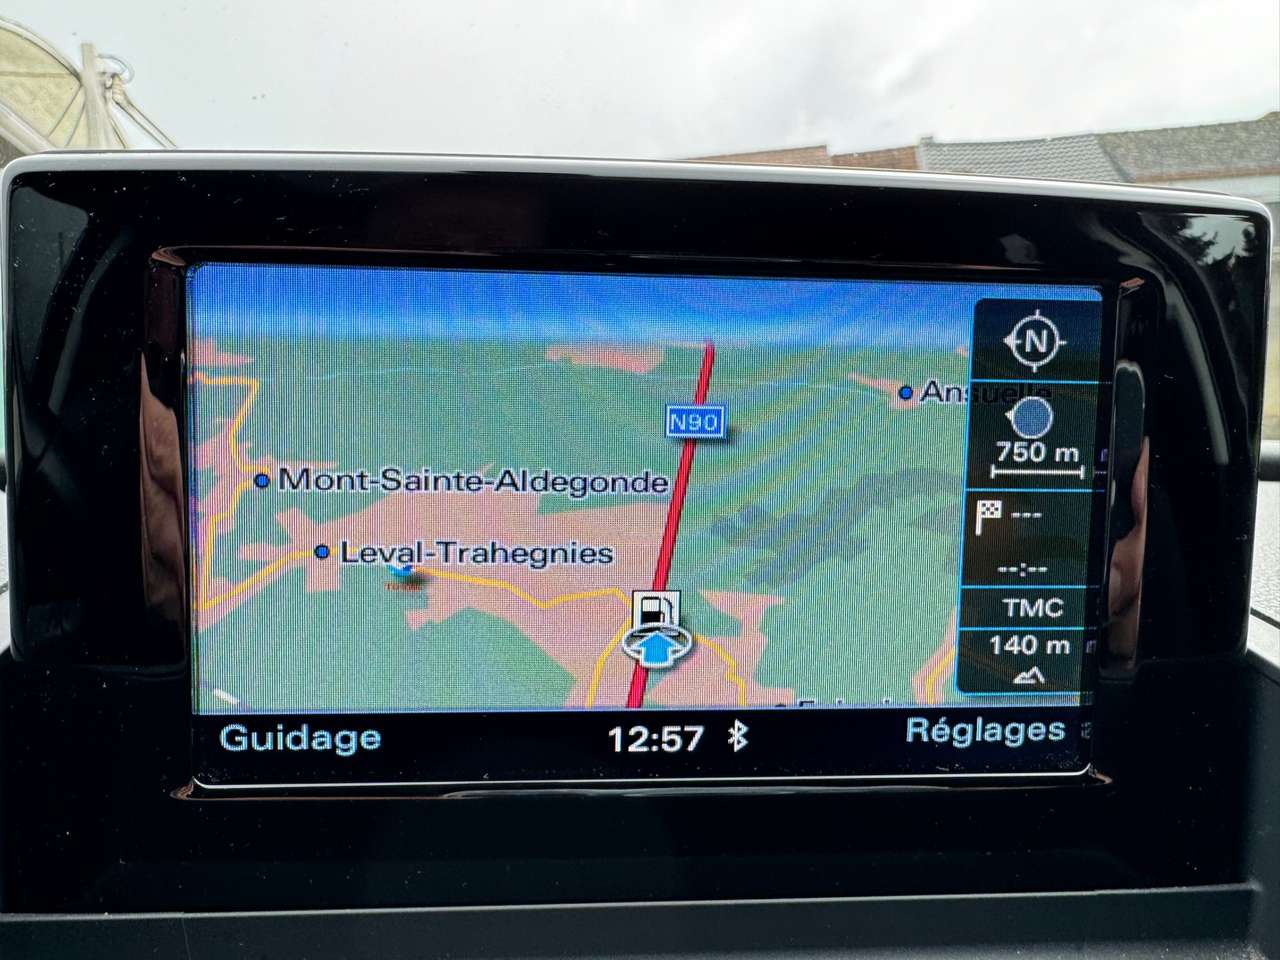 N
Ansuelle
N90
750 m
Mont-Sainte-Aldegonde
---
Leval-Trahegnies
--:--
TMC
140 m
Guidage
12:57
Réglages